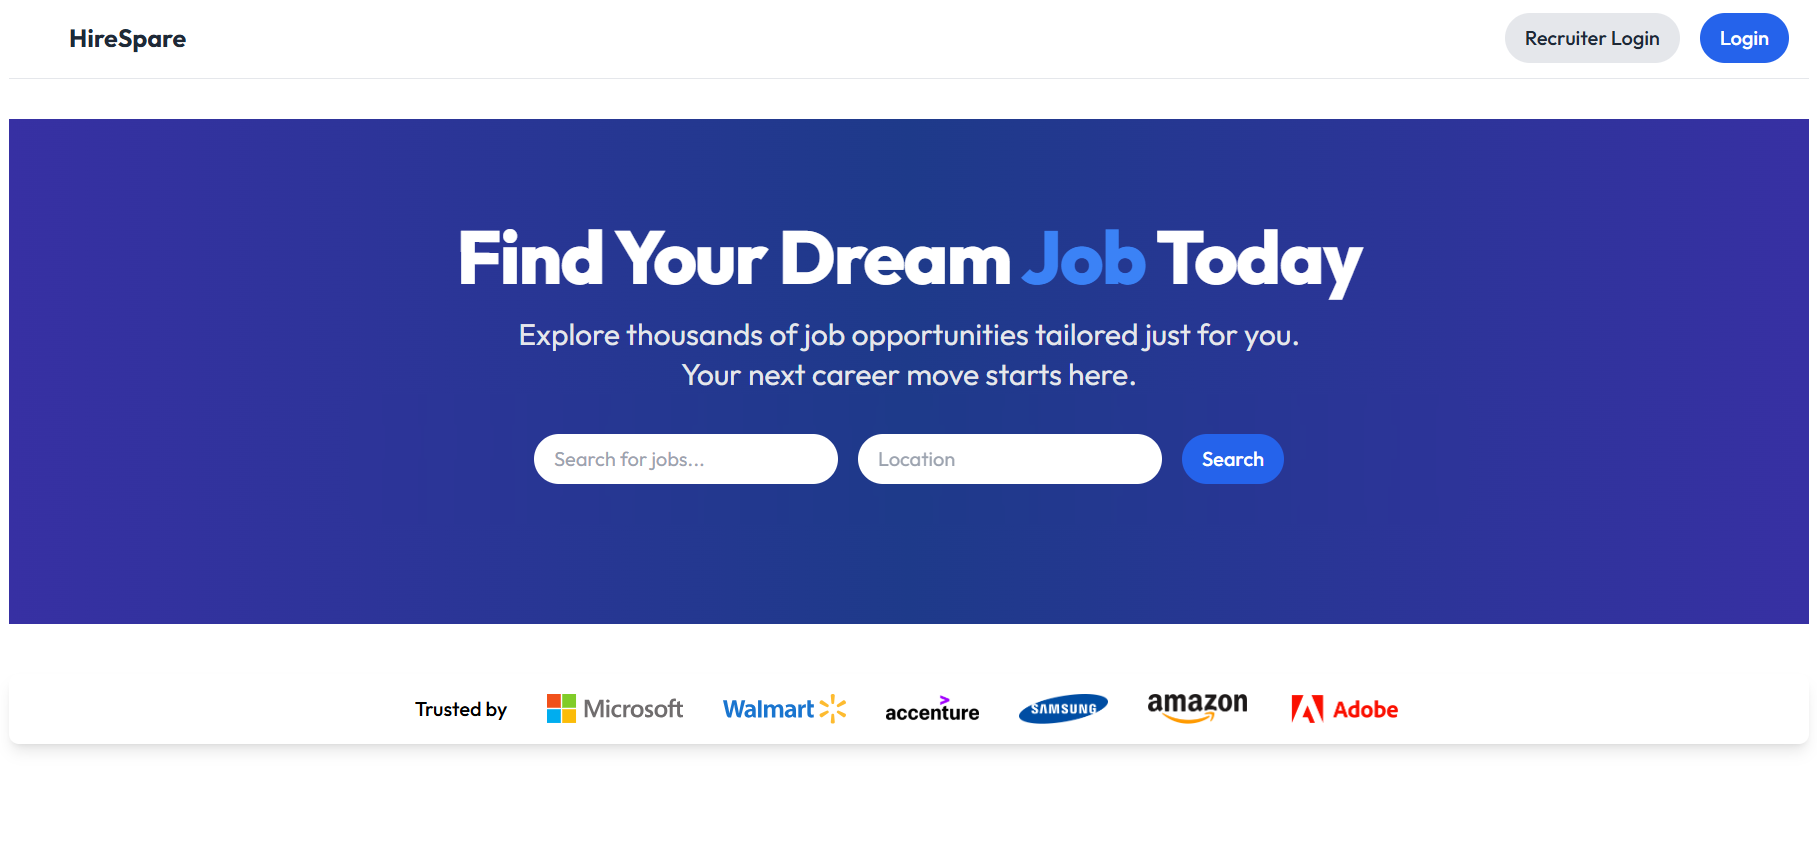 HireSpare
Recruiter Login
Login
Find Your Dream Job Today
Explore thousands of job opportunities tailored just for you.
Your next career move starts here.
Search for jobs...
Location
Search
Trusted by
Microsoft
Walmart
accenture
SAMSUNG
amazon
Adobe